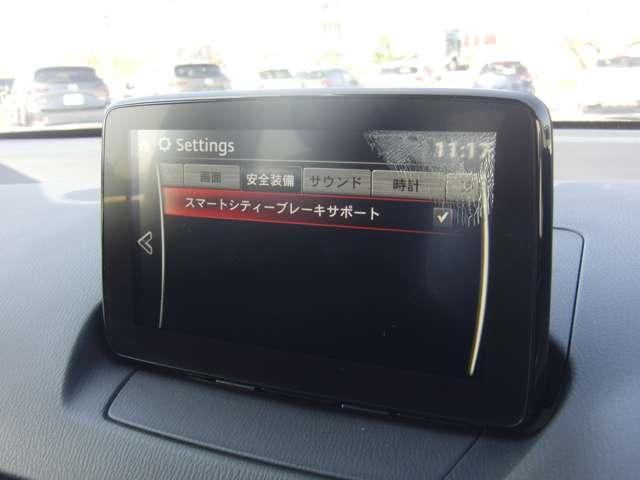 Settings 11:17
画面 安全装備 サウンド 時計
スマートシティーブレーキサポート